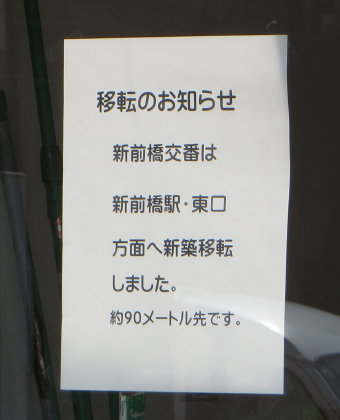 移転のお知らせ
新前橋交番は
新前橋駅・東口
方面へ新築移転
しました。
約90メートル先です。